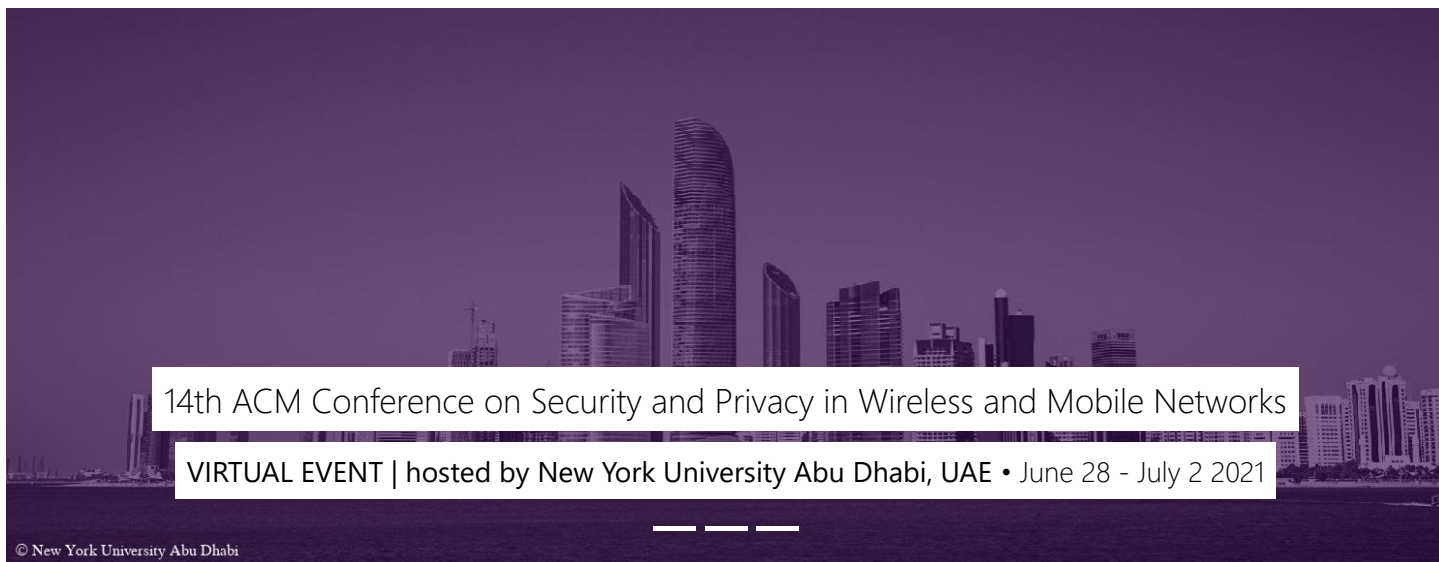 14th ACM Conference on Security and Privacy in Wireless and Mobile Networks
VIRTUAL EVENT | hosted by New York University Abu Dhabi, UAE • June 28 - July 2 2021
© New York University Abu Dhabi